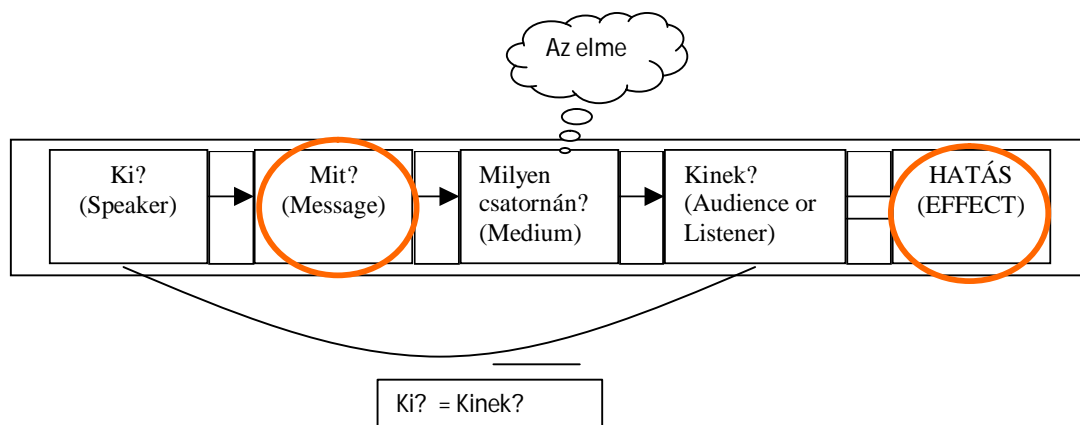 Az elme
Ki?
(Speaker)
Mit?
(Message)
Milyen
csatornán?
(Medium)
Kinek?
(Audience or
Listener)
HATÁS
(EFFECT)
Ki? = Kinek?